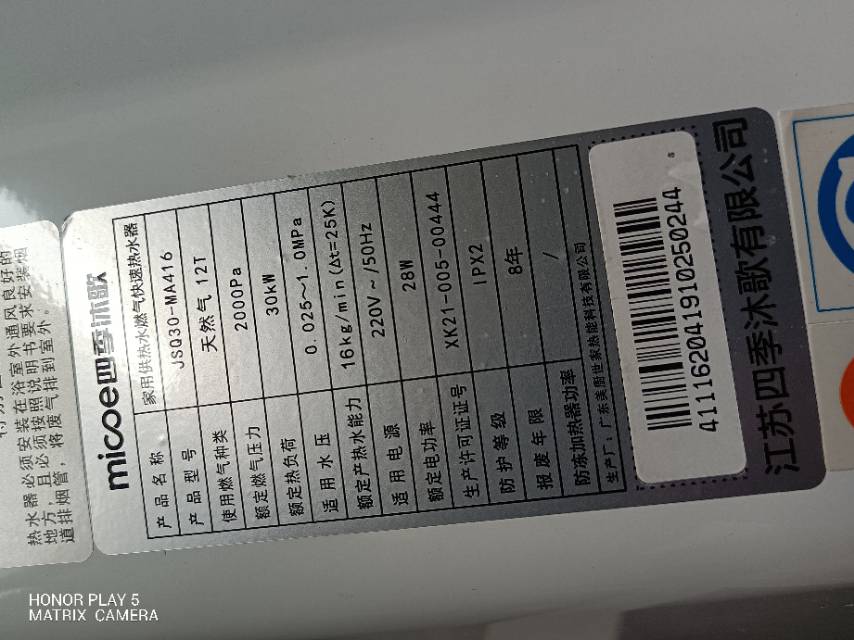 热水器必须安装在浴室外通风良好的
地方，且必须按照说明书要求安装烟
道排烟管，将废气排到室外。
micoe四季沐歌
产品名称 家用供热水燃气快速热水器
产品型号 JSQ30-MA416
使用燃气种类 天然气 12T
额定燃气压力 2000Pa
额定热负荷 30kW
适用水压 0.025~1.0MPa
额定产热水能力 16kg/min(Δt=25K)
适用电源 220V~/50Hz
额定电功率 28W
生产许可证证号 XK21-005-00444
防护等级 IPX2
报废年限 8年
防冻加热器功率 /
生产厂：广东美厨世家热能科技有限公司
411162041910250244
江苏四季沐歌有限公司
HONOR PLAY 5
MATRIX CAMERA